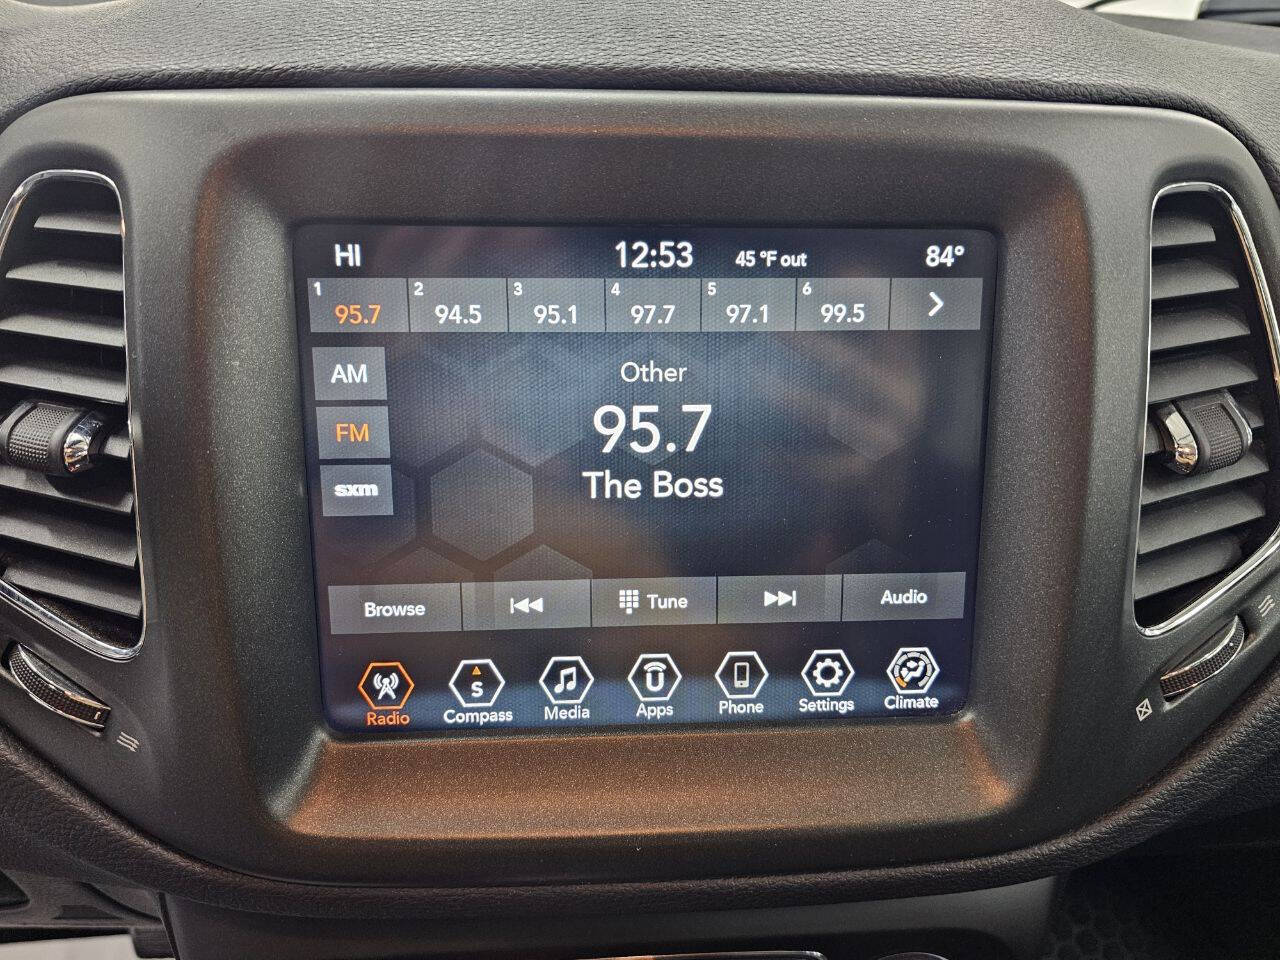 HI 12:53 45 °F out 84°
1 2 3 4 5 6
95.7 94.5 95.1 97.7 97.1 99.5
AM
FM
sxm
Other
95.7
The Boss
Browse Tune Audio
S
Radio Compass Media Apps Phone Settings Climate